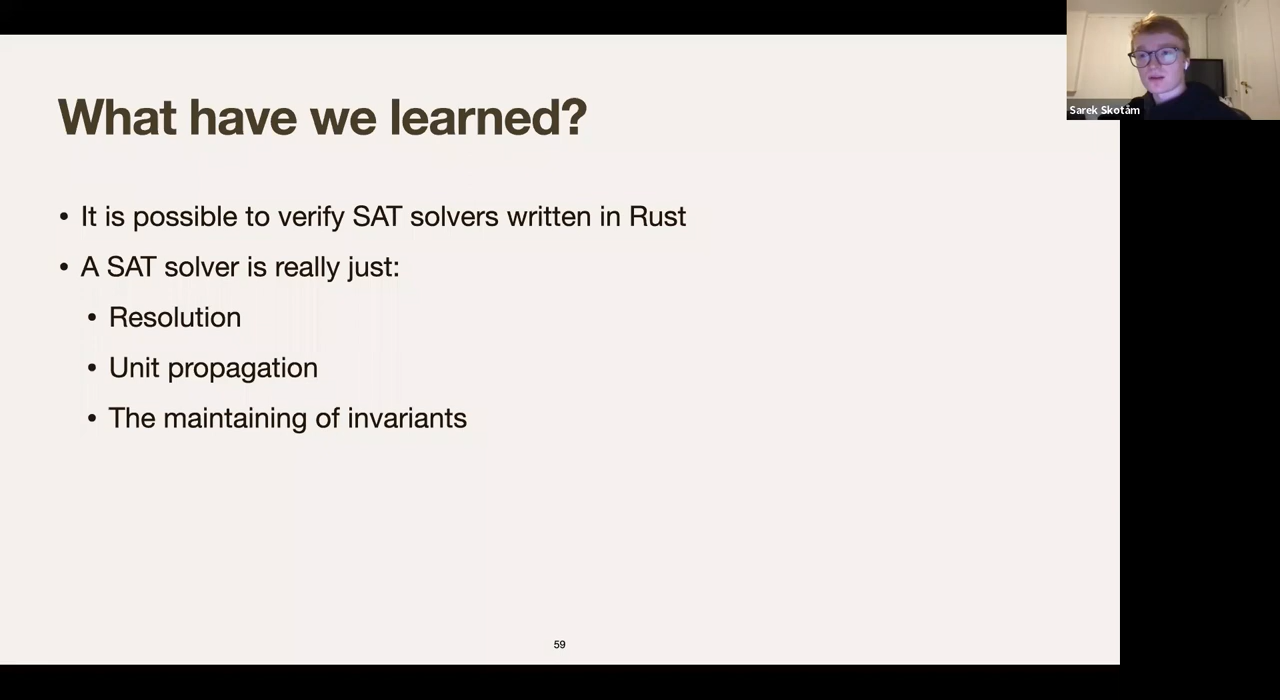 What have we learned?
• It is possible to verify SAT solvers written in Rust
• A SAT solver is really just:
• Resolution
• Unit propagation
• The maintaining of invariants
59
Sarek Skotåm